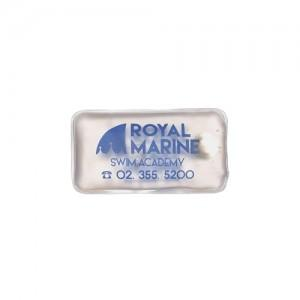 ROYAL
MARINE
SWIM.ACADEMY
☎ 02. 355. 5200